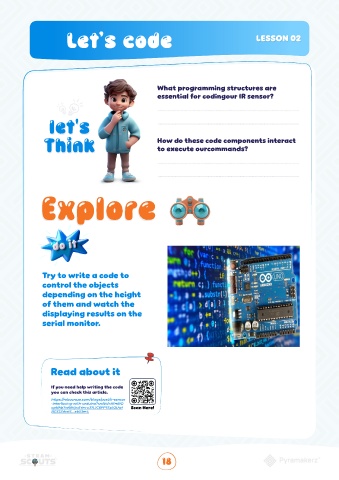 Let's code
LESSON 02
What programming structures are
essential for codingour IR sensor?
let's
Think
How do these code components interact
to execute ourcommands?
Explore
do it
Try to write a code to
control the objects
depending on the height
of them and watch the
displaying results on the
serial monitor.
ARDUINO
UNO
Read about it
If you need help writing the code
you can check this article.
Scan Here!
SCOUTS
18
Pyramakerz